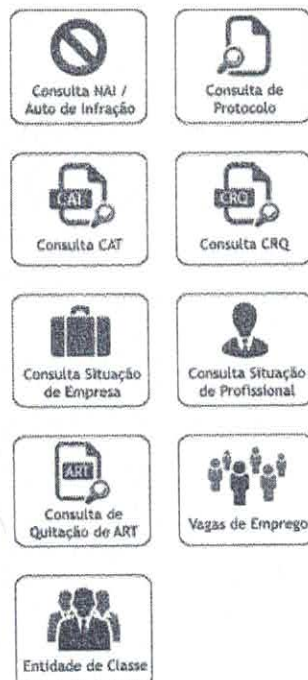 Consulta NAI /
Auto de Infração
Consulta de
Protocolo
CAT
Consulta CAT
CRQ
Consulta CRQ
Consulta Situação
de Empresa
Consulta Situação
de Profissional
ART
Consulta de
Quitação de ART
Vagas de Emprego
Entidade de Classe